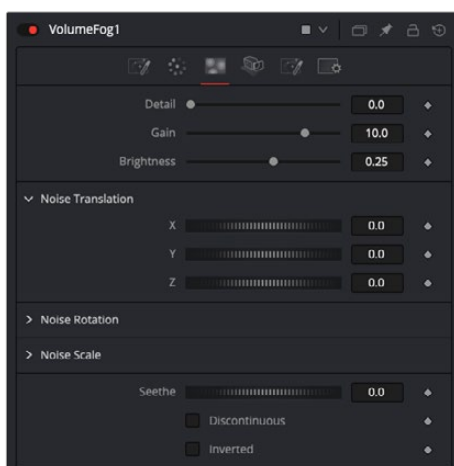 VolumeFog1
Detail 0.0
Gain 10.0
Brightness 0.25
Noise Translation
X 0.0
Y 0.0
Z 0.0
Noise Rotation
Noise Scale
Seethe 0.0
Discontinuous
Inverted